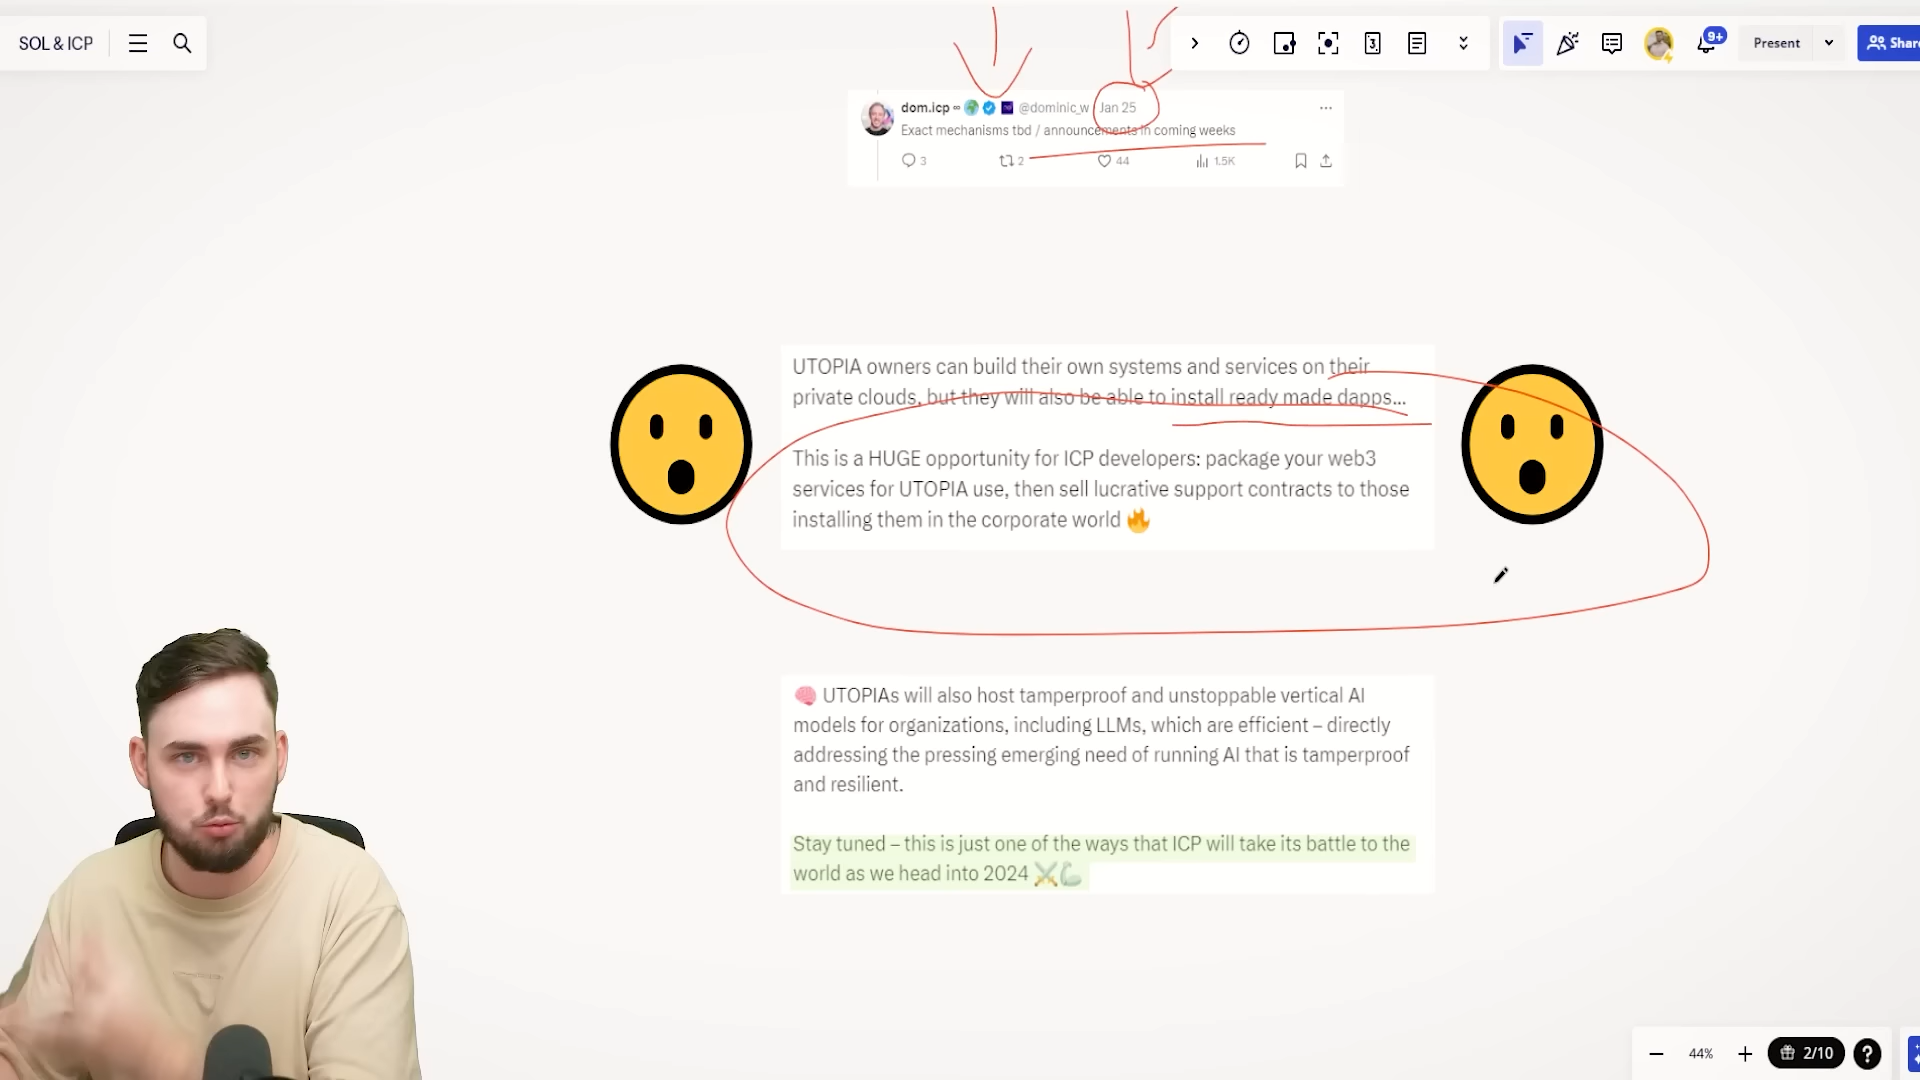 SOL & ICP
9+
Present
Share
dom.icp ∞ @dominic_w Jan 25
Exact mechanisms tbd / announcements in coming weeks
3 2 44 1.5K
UTOPIA owners can build their own systems and services on their
private clouds, but they will also be able to install ready made dapps...
This is a HUGE opportunity for ICP developers: package your web3
services for UTOPIA use, then sell lucrative support contracts to those
installing them in the corporate world 🔥
🧠 UTOPIAs will also host tamperproof and unstoppable vertical AI
models for organizations, including LLMs, which are efficient – directly
addressing the pressing emerging need of running AI that is tamperproof
and resilient.
Stay tuned – this is just one of the ways that ICP will take its battle to the
world as we head into 2024 ⚔️🦾
44%
2/10